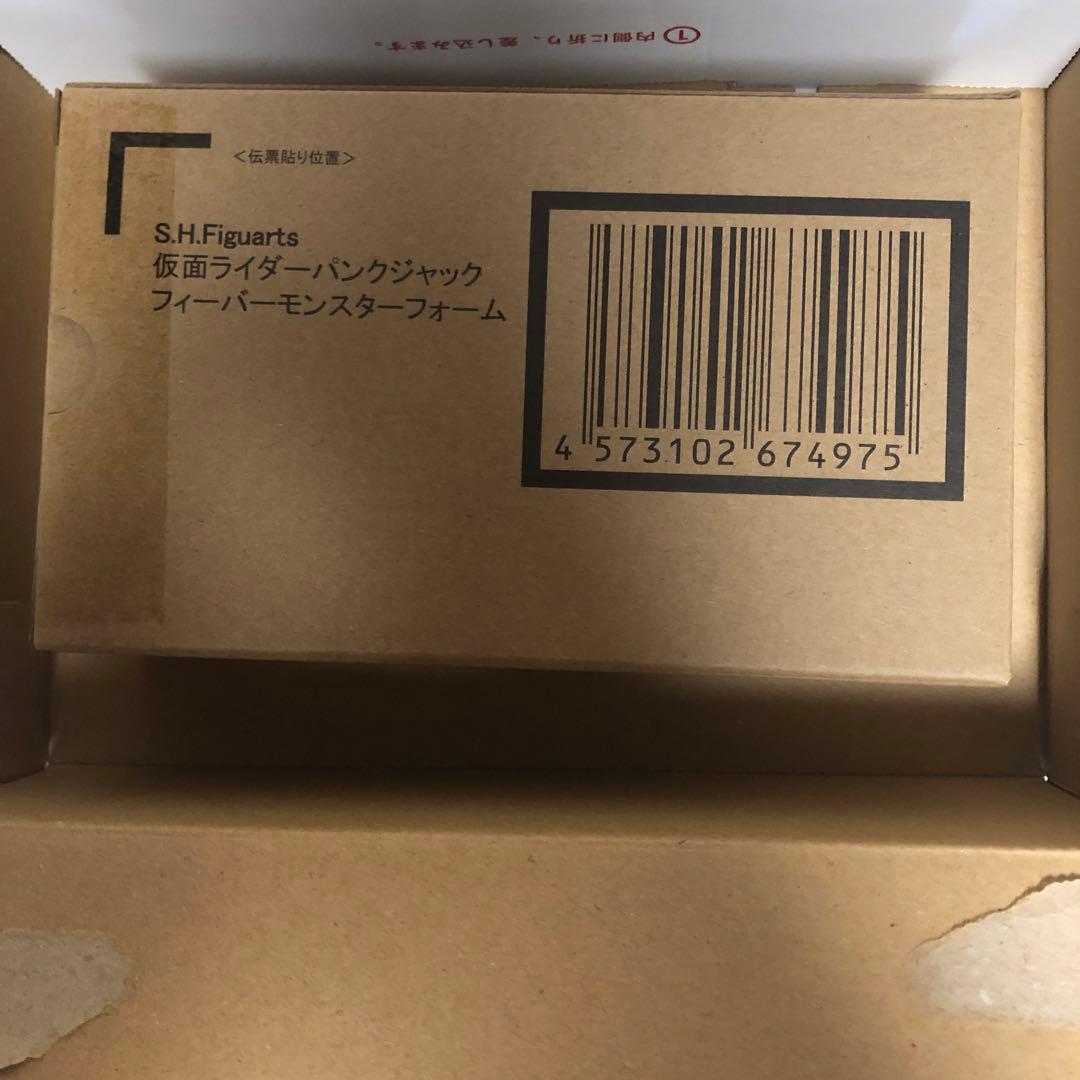 ①内側に折り、差し込みます。
＜伝票貼り位置＞
S.H.Figuarts
仮面ライダーパンクジャック
フィーバーモンスターフォーム
4 573102 674975